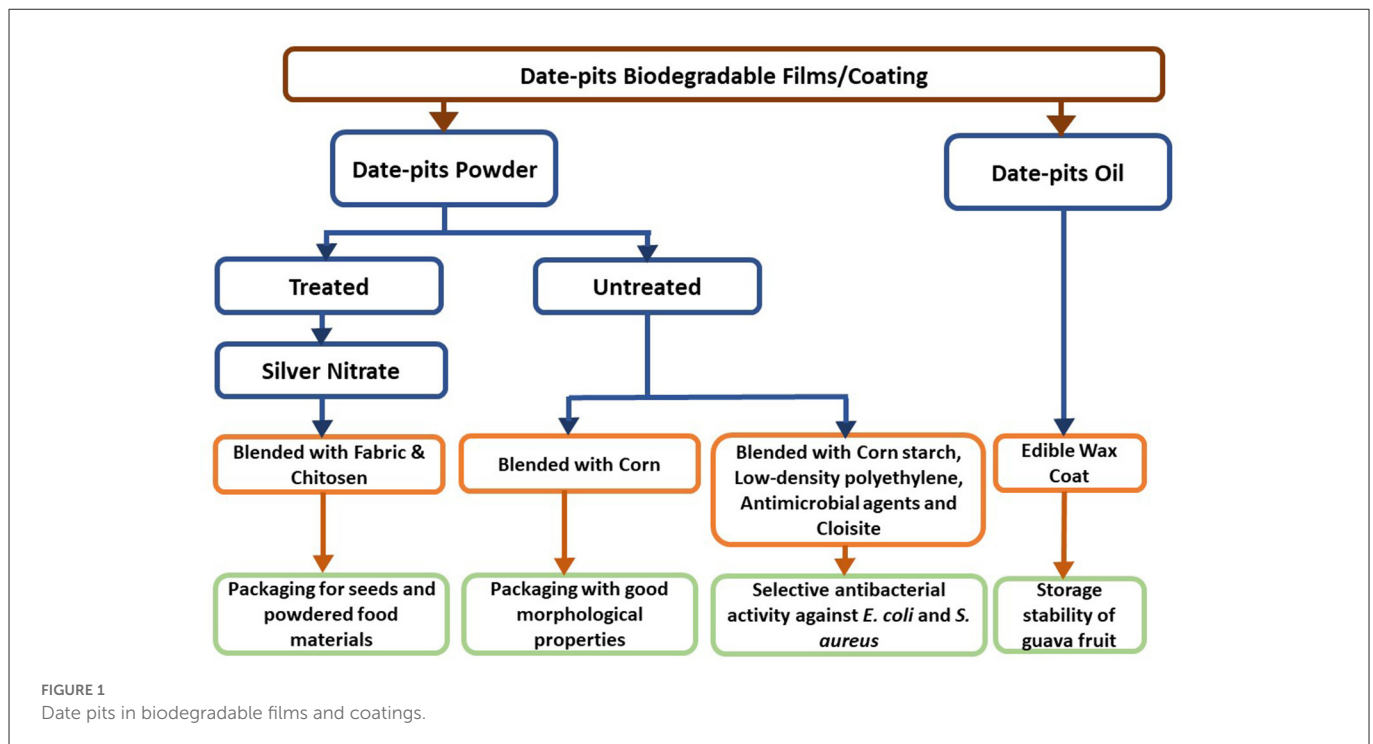 Date-pits Biodegradable Films/Coating
Date-pits Powder
Date-pits Oil
Treated
Untreated
Silver Nitrate
Blended with Fabric &
Chitosen
Blended with Corn
Blended with Corn starch,
Low-density polyethylene,
Antimicrobial agents and
Cloisite
Edible Wax
Coat
Packaging for seeds and
powdered food
materials
Packaging with good
morphological
properties
Selective antibacterial
activity against E. coli and S.
aureus
Storage
stability of
guava fruit
FIGURE 1
Date pits in biodegradable films and coatings.